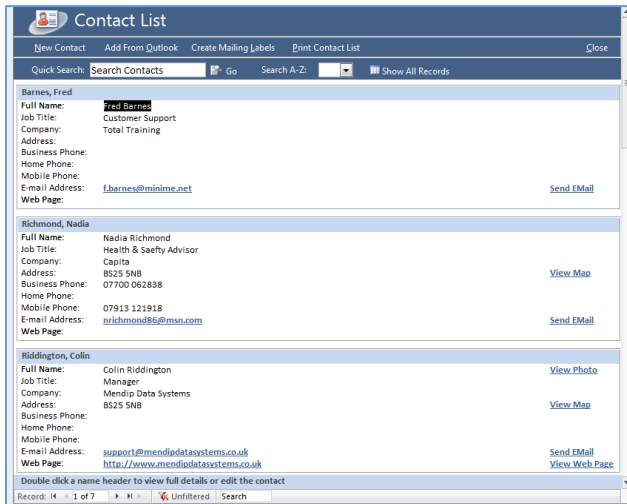 Contact List
New Contact Add From Outlook Create Mailing Labels Print Contact List Close
Quick Search: Search Contacts Go Search A-Z: Show All Records
Barnes, Fred
Full Name: Fred Barnes
Job Title: Customer Support
Company: Total Training
Address:
Business Phone:
Home Phone:
Mobile Phone:
E-mail Address: f.barnes@minime.net Send EMail
Web Page:
Richmond, Nadia
Full Name: Nadia Richmond
Job Title: Health & Saefty Advisor
Company: Capita
Address: BS25 5NB View Map
Business Phone: 07700 062838
Home Phone:
Mobile Phone: 07913 121918
E-mail Address: nrichmond86@msn.com Send EMail
Web Page:
Riddington, Colin
Full Name: Colin Riddington View Photo
Job Title: Manager
Company: Mendip Data Systems
Address: BS25 5NB View Map
Business Phone:
Home Phone:
Mobile Phone:
E-mail Address: support@mendipdatasystems.co.uk Send EMail
Web Page: http://www.mendipdatasystems.co.uk View Web Page
Double click a name header to view full details or edit the contact
Record: 1 of 7 Unfiltered Search